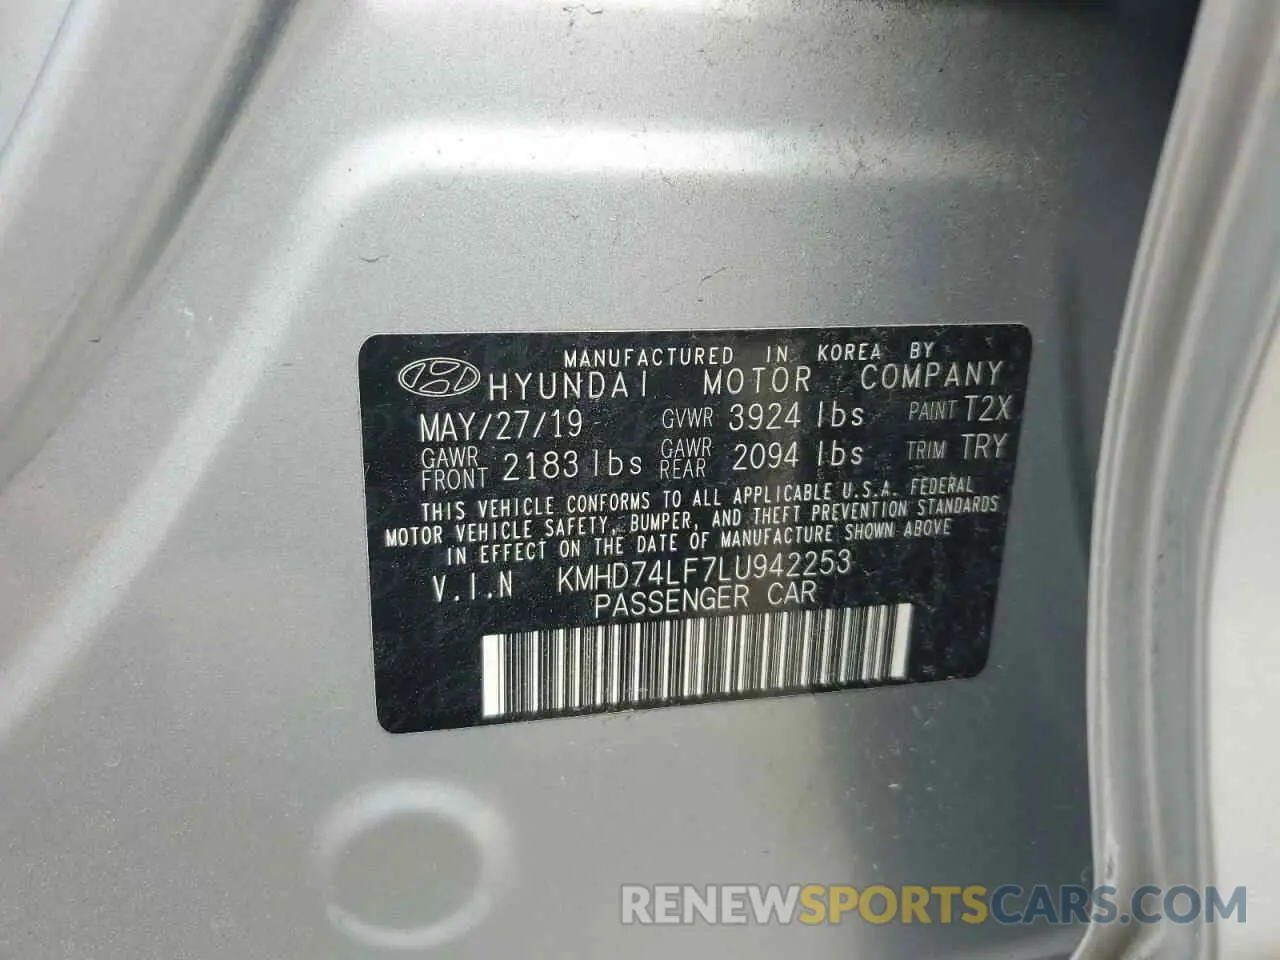 MANUFACTURED IN KOREA BY
HYUNDAI MOTOR COMPANY
MAY/27/19 GVWR 3924 lbs PAINT T2X
GAWR FRONT 2183 lbs GAWR REAR 2094 lbs TRIM TRY
THIS VEHICLE CONFORMS TO ALL APPLICABLE U.S.A. FEDERAL
MOTOR VEHICLE SAFETY, BUMPER, AND THEFT PREVENTION STANDARDS
IN EFFECT ON THE DATE OF MANUFACTURE SHOWN ABOVE
V.I.N KMHD74LF7LU942253
PASSENGER CAR
RENEWSPORTSCARS.COM